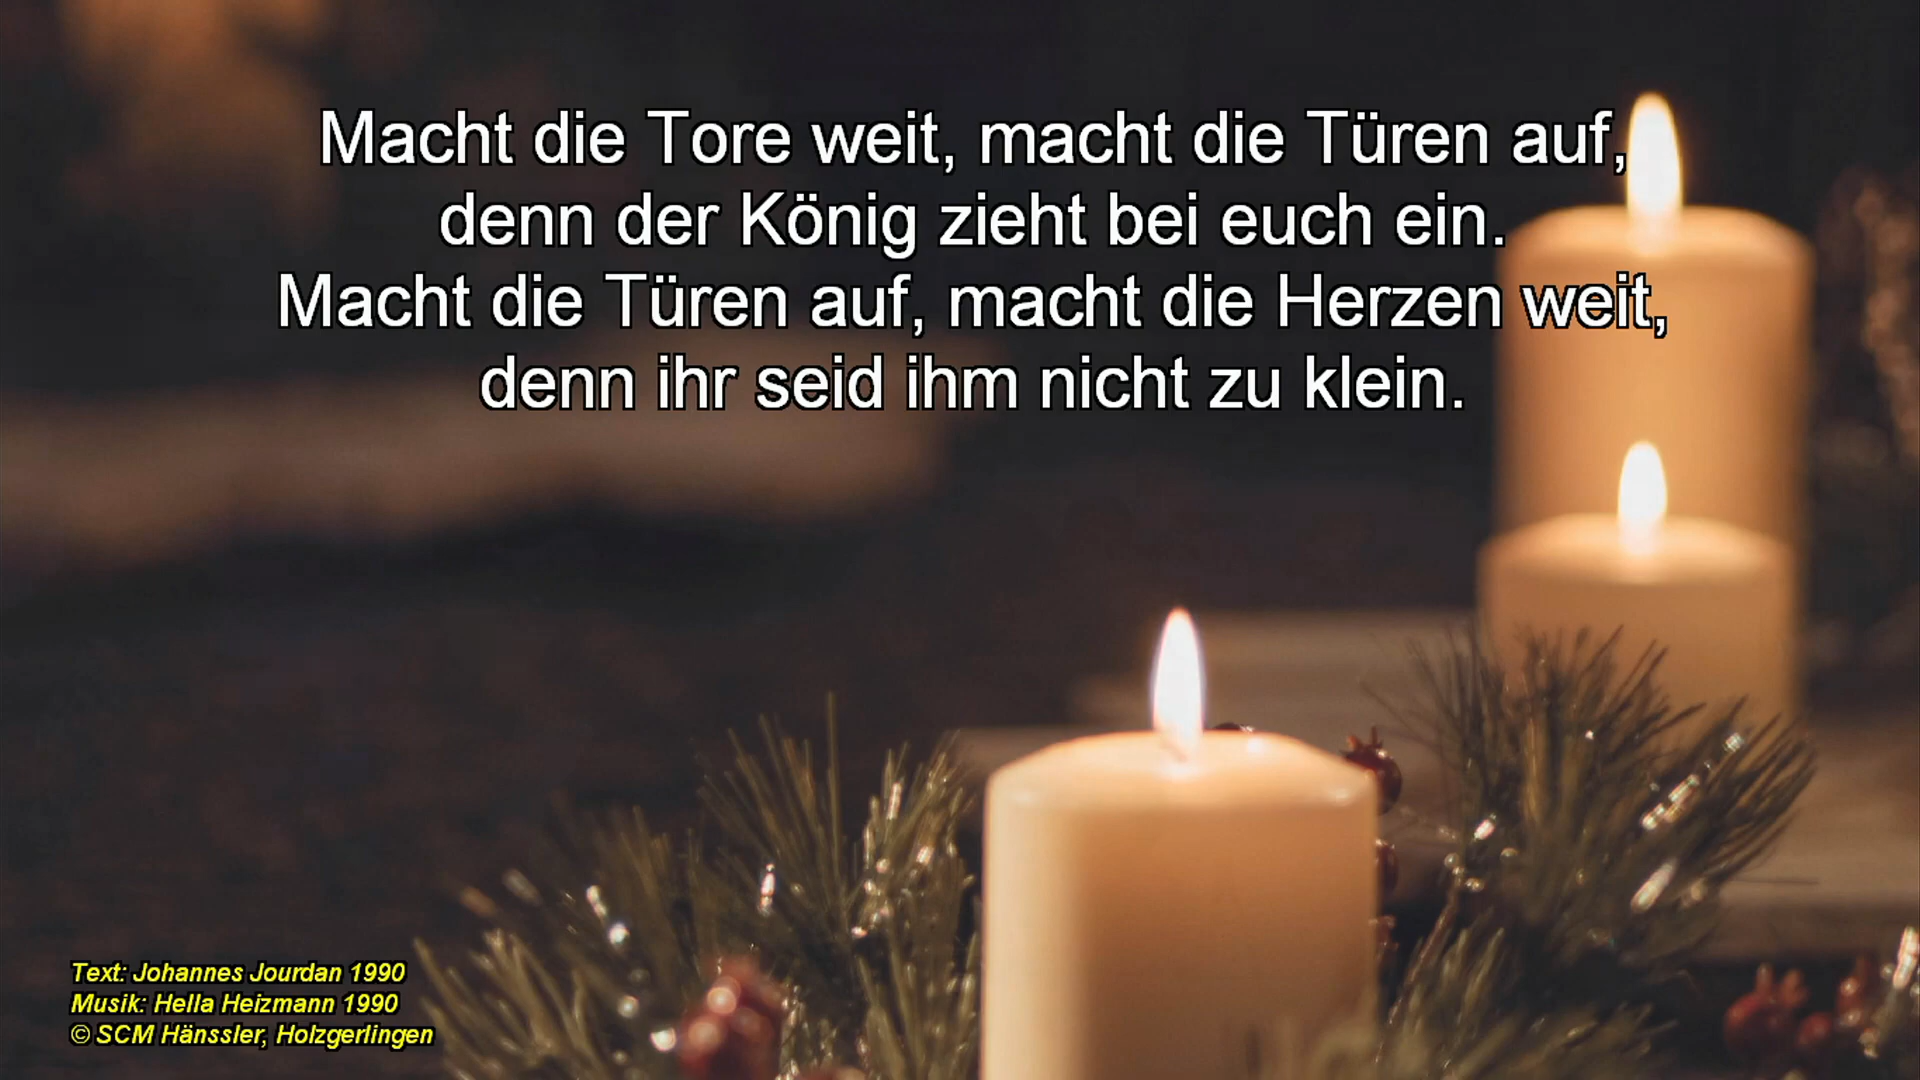 Macht die Tore weit, macht die Türen auf,
denn der König zieht bei euch ein.
Macht die Türen auf, macht die Herzen weit,
denn ihr seid ihm nicht zu klein.
Text: Johannes Jourdan 1990
Musik: Hella Heizmann 1990
© SCM Hänssler, Holzgerlingen